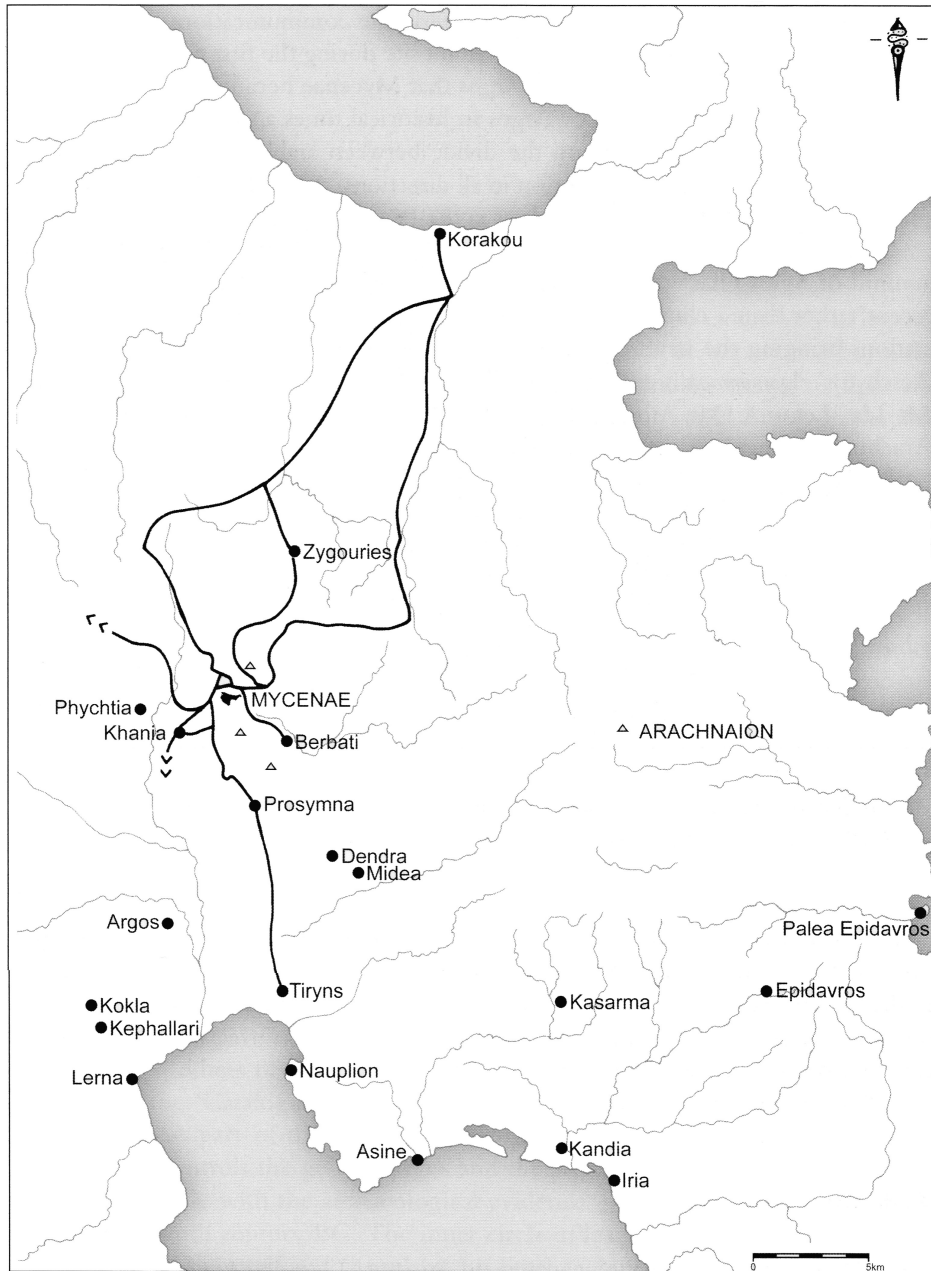 Korakou
Zygouries
MYCENAE
Phychtia
Khania
Berbati
ARACHNAION
Prosymna
Dendra
Midea
Argos
Palea Epidavros
Tiryns
Epidavros
Kokla
Kasarma
Kephallari
Nauplion
Lerna
Asine
Kandia
Iria
0 5km